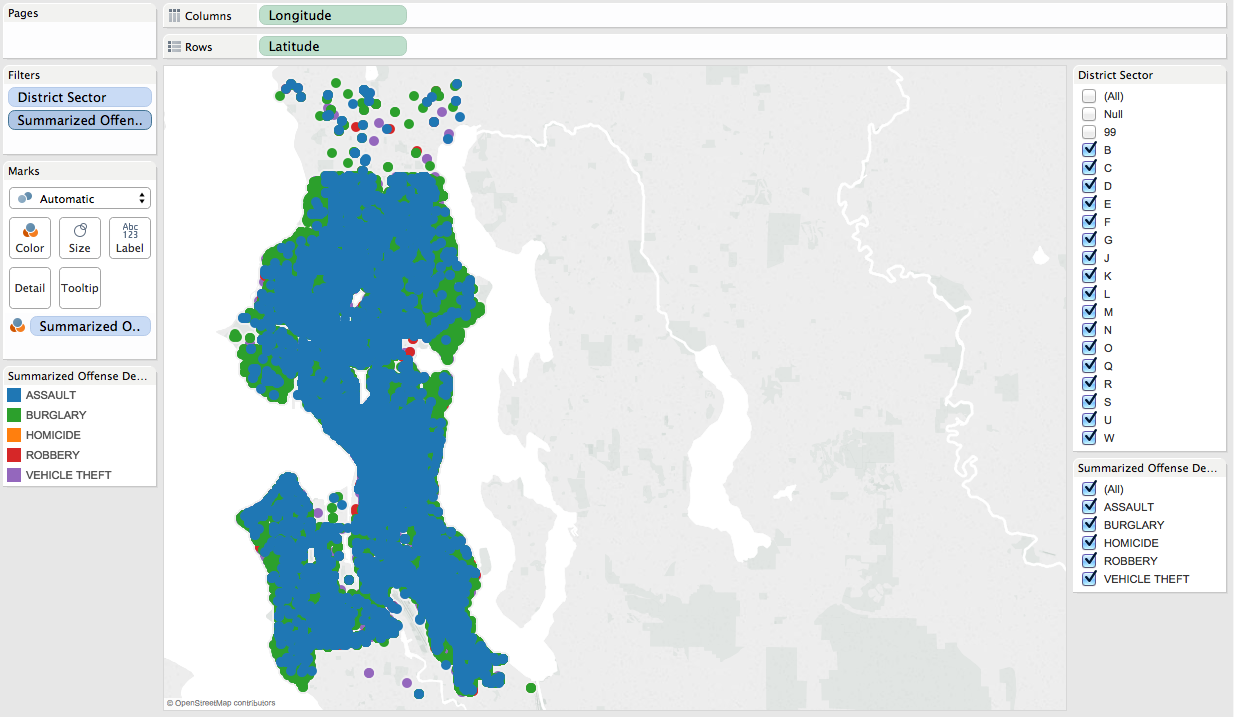 Pages
Columns
Longitude
Rows
Latitude
Filters
District Sector
Summarized Offen..
Marks
Automatic
Color
Size
Abc
123
Label
Detail
Tooltip
Summarized O..
Summarized Offense De...
ASSAULT
BURGLARY
HOMICIDE
ROBBERY
VEHICLE THEFT
© OpenStreetMap contributors
District Sector
(All)
Null
99
B
C
D
E
F
G
J
K
L
M
N
O
Q
R
S
U
W
Summarized Offense De...
(All)
ASSAULT
BURGLARY
HOMICIDE
ROBBERY
VEHICLE THEFT